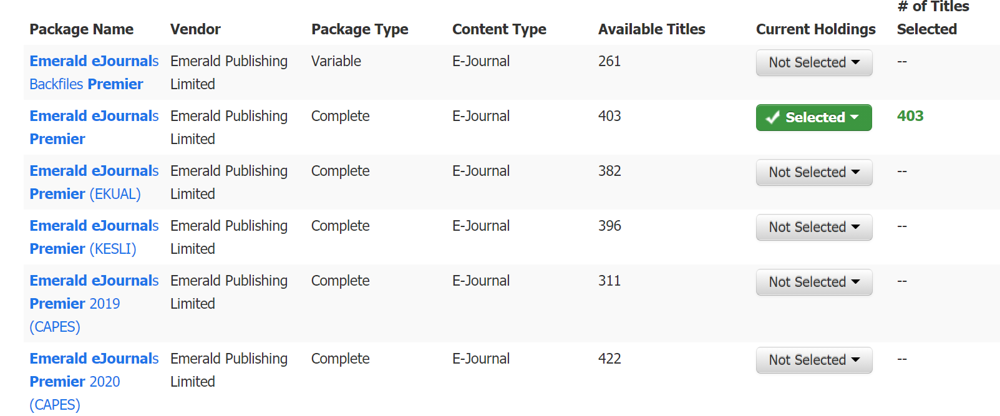 # of Titles
Package Name Vendor Package Type Content Type Available Titles Current Holdings Selected
Emerald eJournals Emerald Publishing Variable E-Journal 261 Not Selected --
Backfiles Premier Limited
Emerald eJournals Emerald Publishing Complete E-Journal 403 Selected 403
Premier Limited
Emerald eJournals Emerald Publishing Complete E-Journal 382 Not Selected --
Premier (EKUAL) Limited
Emerald eJournals Emerald Publishing Complete E-Journal 396 Not Selected --
Premier (KESLI) Limited
Emerald eJournals Emerald Publishing Complete E-Journal 311 Not Selected --
Premier 2019 Limited
(CAPES)
Emerald eJournals Emerald Publishing Complete E-Journal 422 Not Selected --
Premier 2020 Limited
(CAPES)